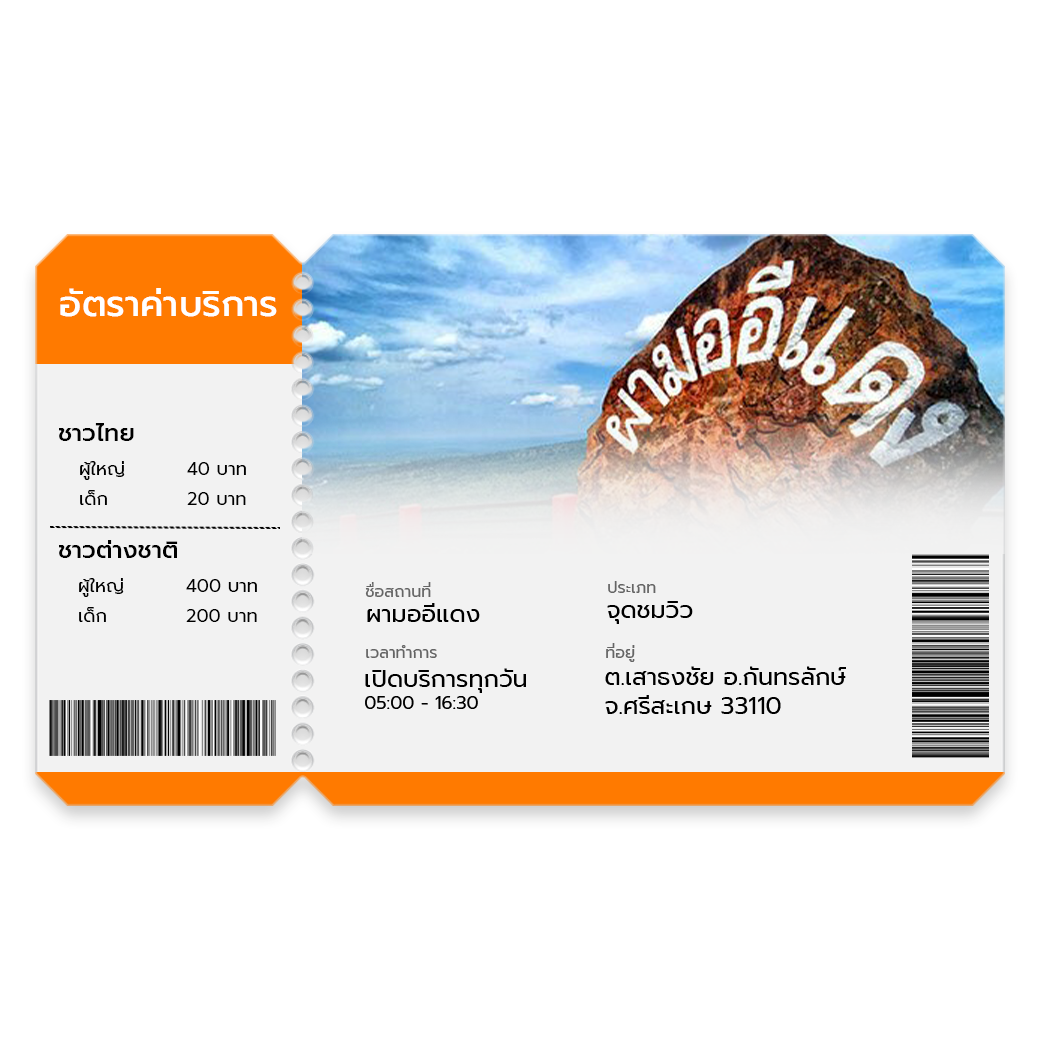 อัตราค่าบริการ
ชาวไทย
ผู้ใหญ่ 40 บาท
เด็ก 20 บาท
ชาวต่างชาติ
ผู้ใหญ่ 400 บาท
เด็ก 200 บาท
ผามออีแดง
ชื่อสถานที่
ผามออีแดง
เวลาทำการ
เปิดบริการทุกวัน
05:00 - 16:30
ประเภท
จุดชมวิว
ที่อยู่
ต.เสาธงชัย อ.กันทรลักษ์
จ.ศรีสะเกษ 33110